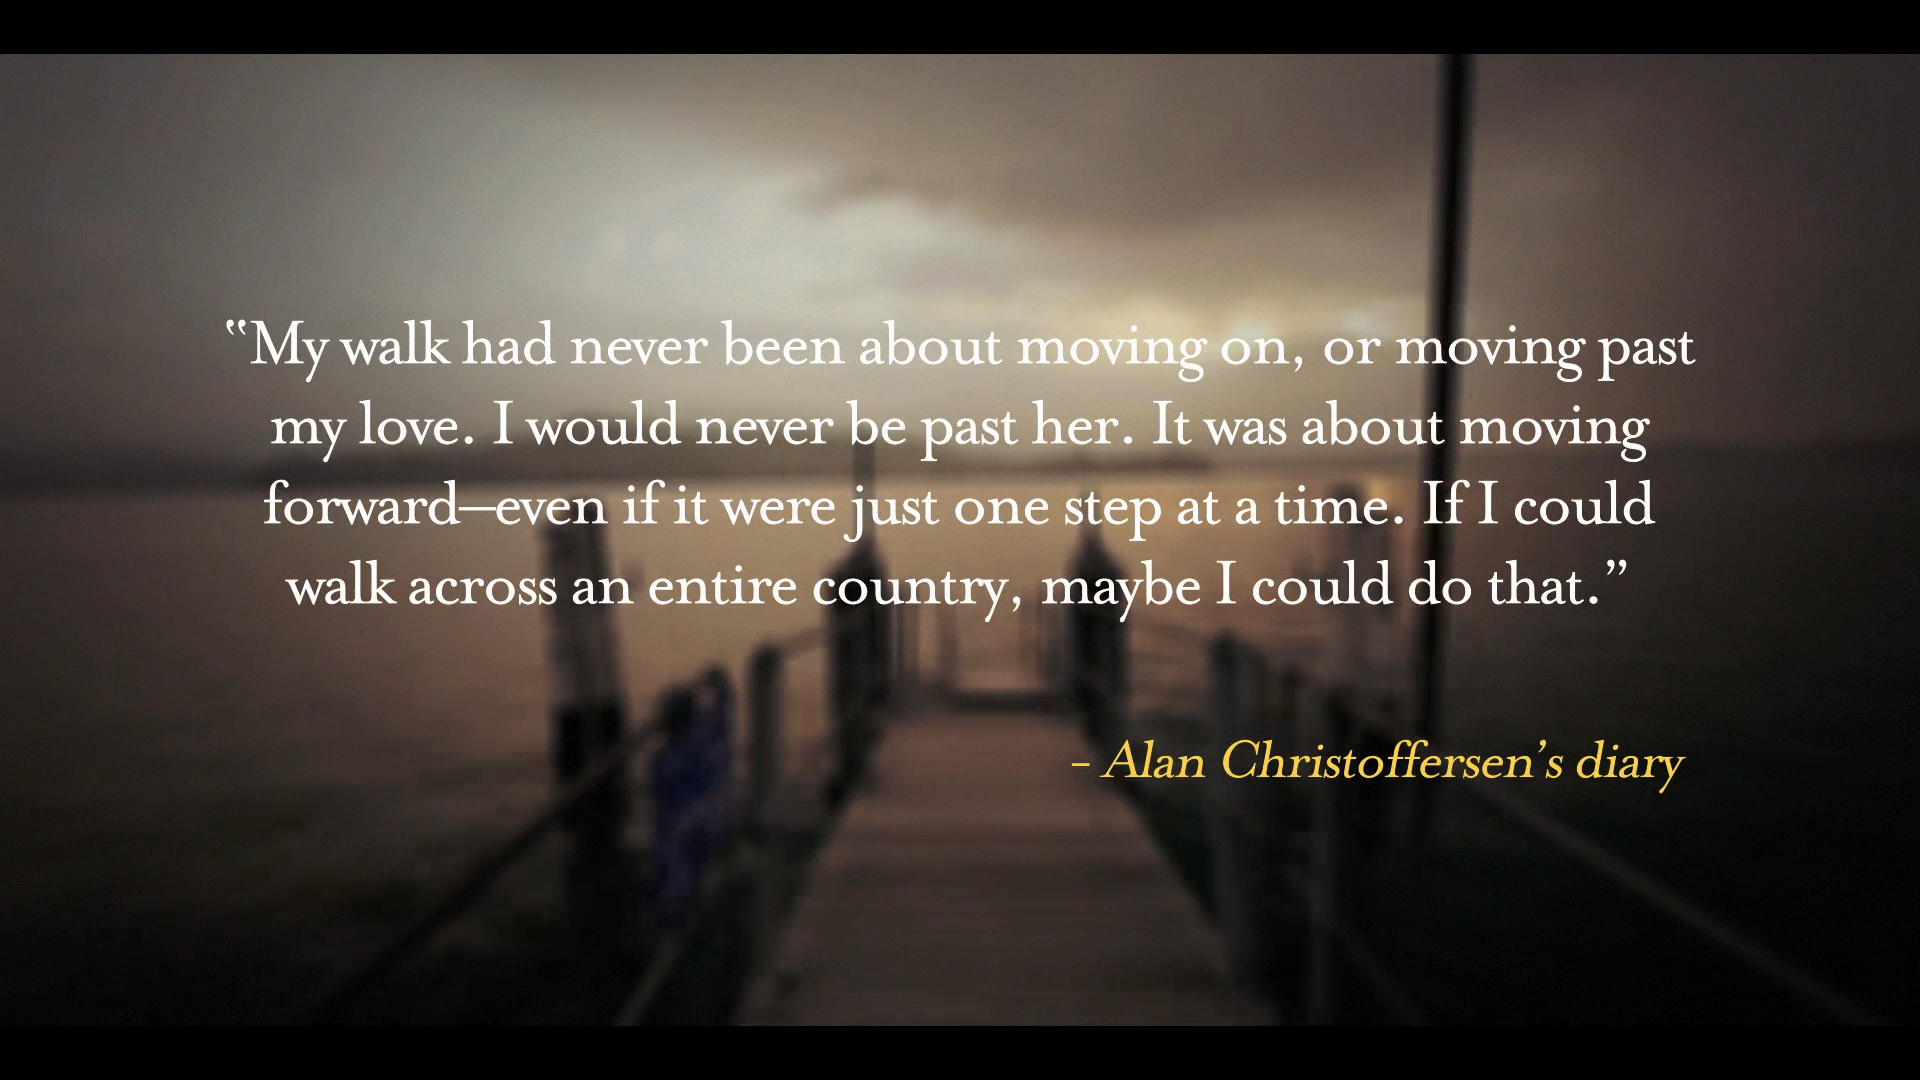 “My walk had never been about moving on, or moving past
my love. I would never be past her. It was about moving
forward—even if it were just one step at a time. If I could
walk across an entire country, maybe I could do that.”
– Alan Christoffersen’s diary